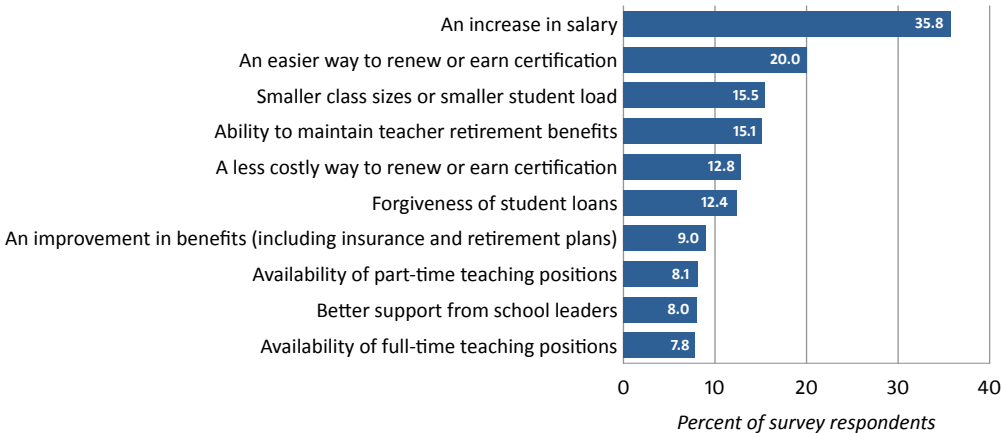 An increase in salary 35.8
An easier way to renew or earn certification 20.0
Smaller class sizes or smaller student load 15.5
Ability to maintain teacher retirement benefits 15.1
A less costly way to renew or earn certification 12.8
Forgiveness of student loans 12.4
An improvement in benefits (including insurance and retirement plans) 9.0
Availability of part-time teaching positions 8.1
Better support from school leaders 8.0
Availability of full-time teaching positions 7.8
0 10 20 30 40
Percent of survey respondents